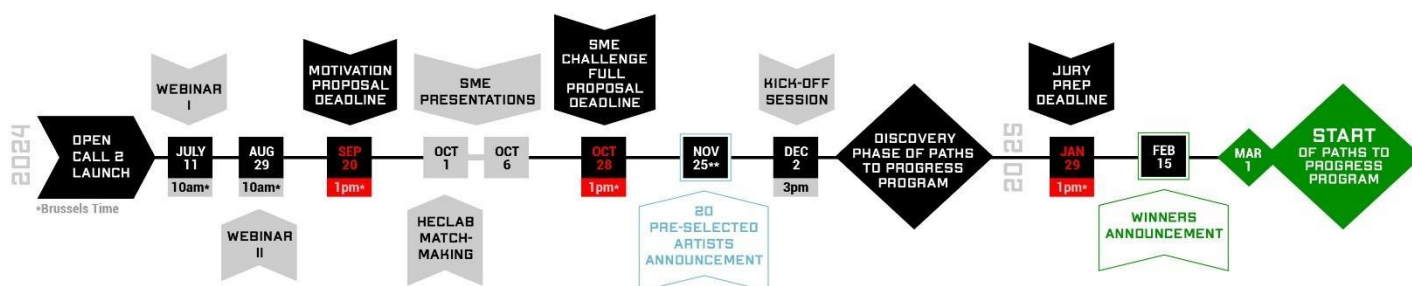 2024
OPEN
CALL 2
LAUNCH
*Brussels Time
WEBINAR
I
JULY
11
10am*
AUG
29
10am*
WEBINAR
II
MOTIVATION
PROPOSAL
DEADLINE
SEP
20
1pm*
SME
PRESENTATIONS
OCT
1
OCT
6
HECLAB
MATCH-
MAKING
SME
CHALLENGE
FULL
PROPOSAL
DEADLINE
OCT
28
1pm*
NOV
25**
20
PRE-SELECTED
ARTISTS
ANNOUNCEMENT
KICK-OFF
SESSION
DEC
2
3pm
DISCOVERY
PHASE OF PATHS
TO PROGRESS
PROGRAM
2025
JURY
PREP
DEADLINE
JAN
29
1pm*
FEB
15
WINNERS
ANNOUNCEMENT
MAR
1
START
OF PATHS TO
PROGRESS
PROGRAM